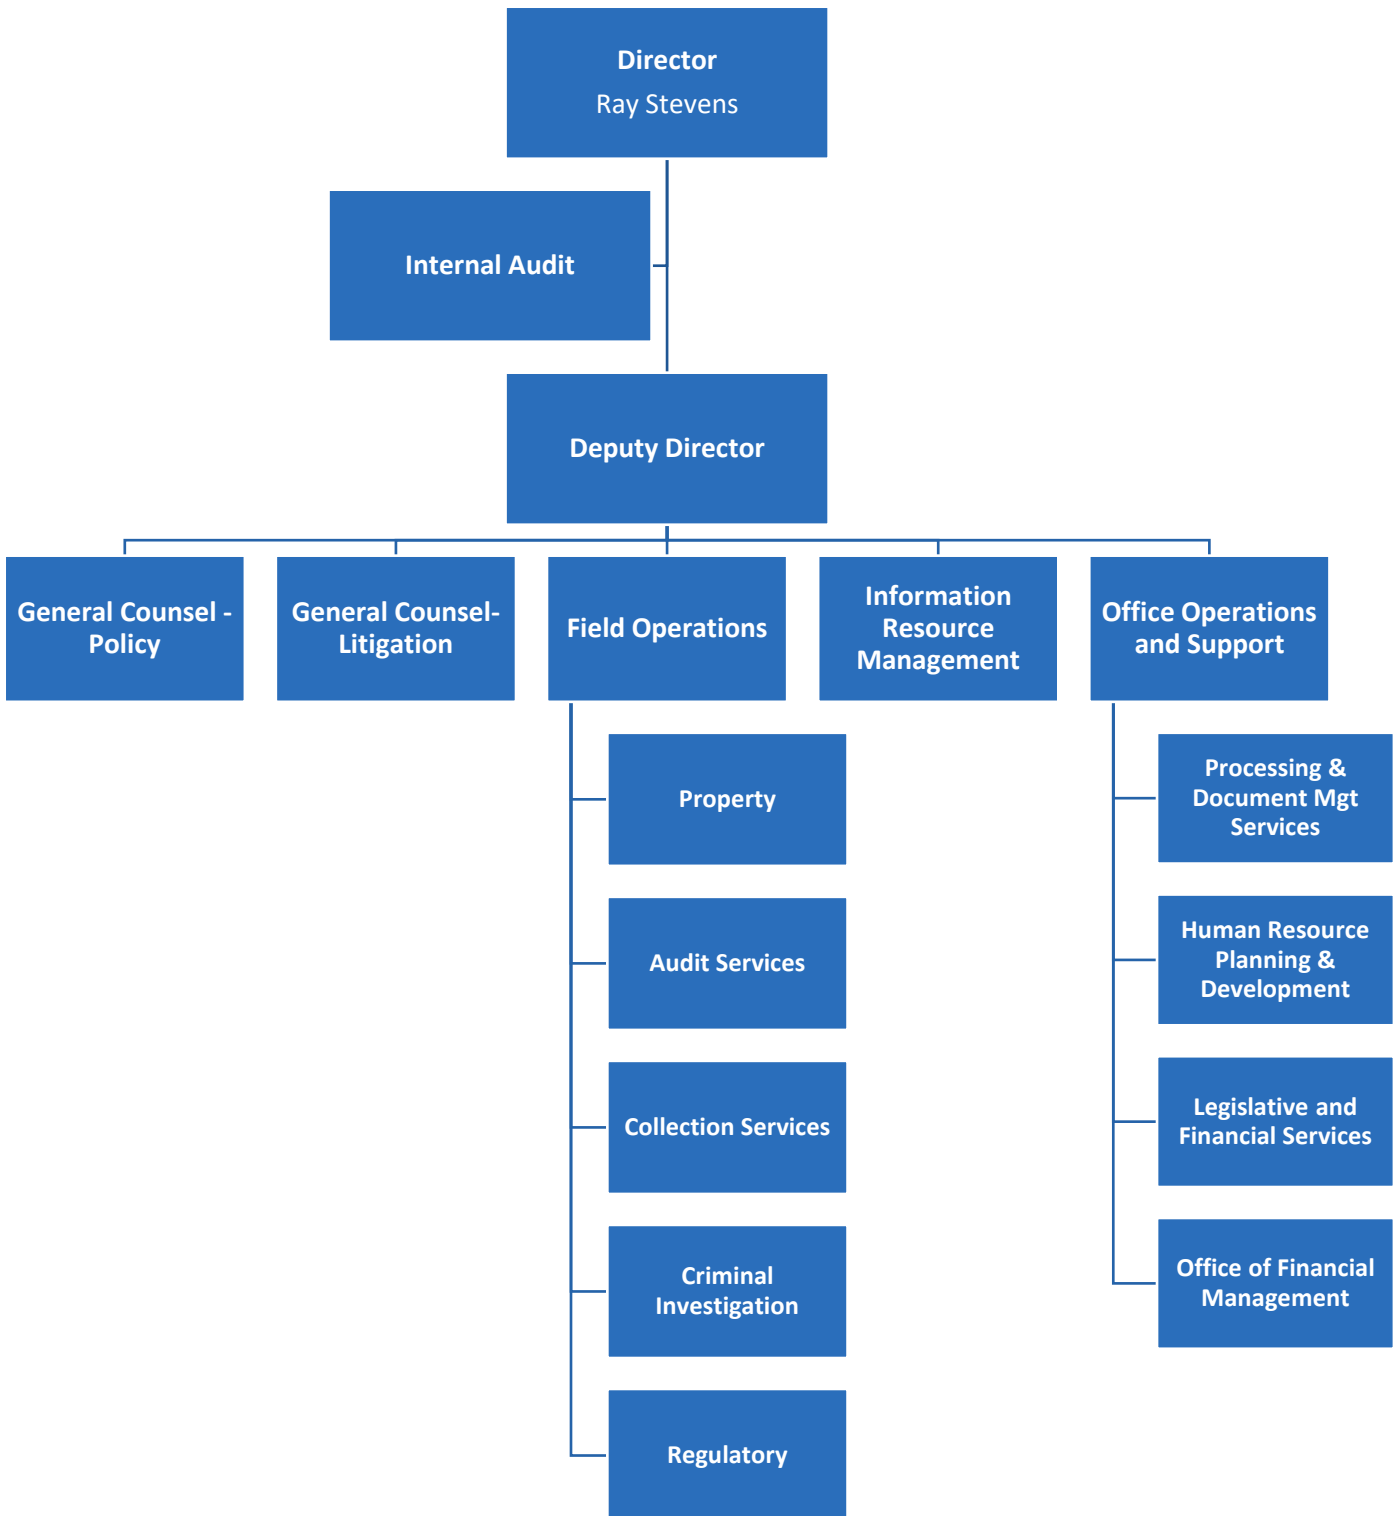 Director
Ray Stevens
Internal Audit
Deputy Director
General Counsel -
Policy
General Counsel-
Litigation
Field Operations
Information
Resource
Management
Office Operations
and Support
Property
Audit Services
Collection Services
Criminal
Investigation
Regulatory
Processing &
Document Mgt
Services
Human Resource
Planning &
Development
Legislative and
Financial Services
Office of Financial
Management